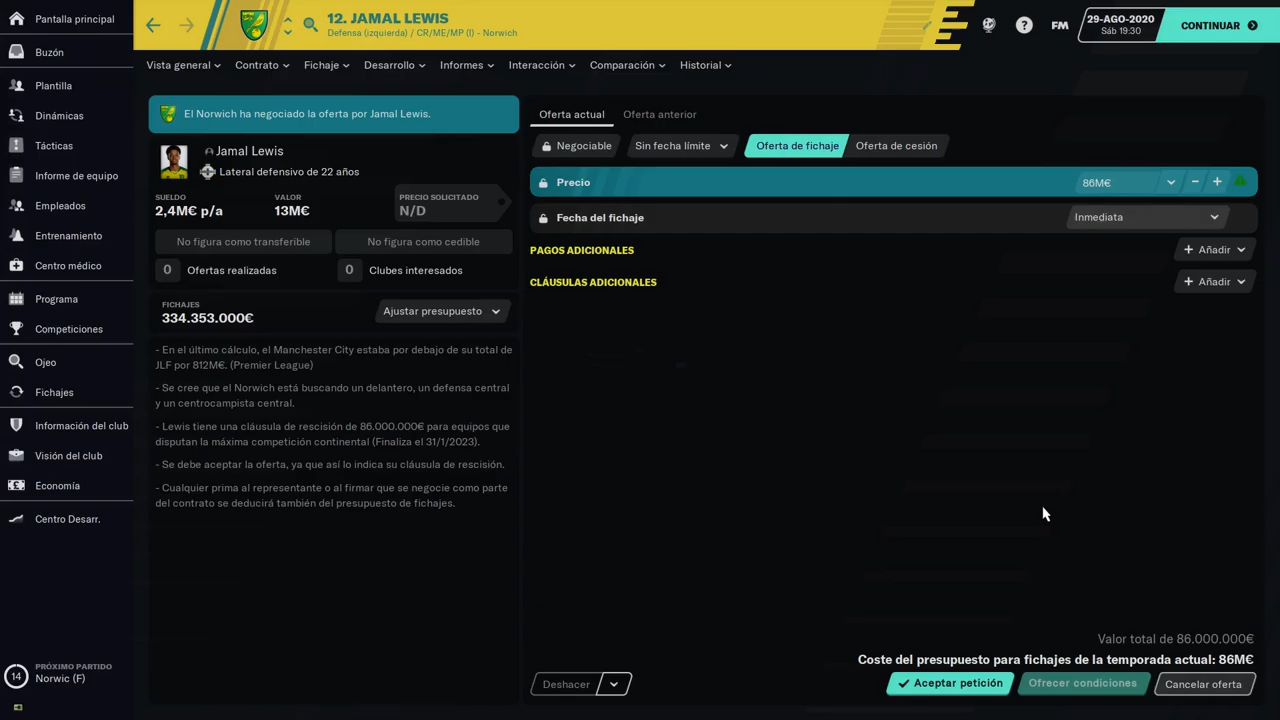 Pantalla principal
Buzón
Plantilla
Dinámicas
Tácticas
Informe de equipo
Empleados
Entrenamiento
Centro médico
Programa
Competiciones
Ojeo
Fichajes
Información del club
Visión del club
Economía
Centro Desarr.
14
PRÓXIMO PARTIDO
Norwic (F)
12. JAMAL LEWIS
Defensa (izquierda) / CR/ME/MP (I) - Norwich
?
FM
29-AGO-2020
Sáb 19:30
CONTINUAR
Vista general
Contrato
Fichaje
Desarrollo
Informes
Interacción
Comparación
Historial
El Norwich ha negociado la oferta por Jamal Lewis.
Jamal Lewis
Lateral defensivo de 22 años
SUELDO
2,4M€ p/a
VALOR
13M€
PRECIO SOLICITADO
N/D
No figura como transferible
No figura como cedible
0 Ofertas realizadas
0 Clubes interesados
FICHAJES
334.353.000€
Ajustar presupuesto
- En el último cálculo, el Manchester City estaba por debajo de su total de
JLF por 812M€. (Premier League)
- Se cree que el Norwich está buscando un delantero, un defensa central
y un centrocampista central.
- Lewis tiene una cláusula de rescisión de 86.000.000€ para equipos que
disputan la máxima competición continental (Finaliza el 31/1/2023).
- Se debe aceptar la oferta, ya que así lo indica su cláusula de rescisión.
- Cualquier prima al representante o al firmar que se negocie como parte
del contrato se deducirá también del presupuesto de fichajes.
Oferta actual
Oferta anterior
Negociable
Sin fecha límite
Oferta de fichaje
Oferta de cesión
Precio
86M€
Fecha del fichaje
Inmediata
PAGOS ADICIONALES
Añadir
CLÁUSULAS ADICIONALES
Añadir
Valor total de 86.000.000€
Coste del presupuesto para fichajes de la temporada actual: 86M€
Deshacer
Aceptar petición
Ofrecer condiciones
Cancelar oferta